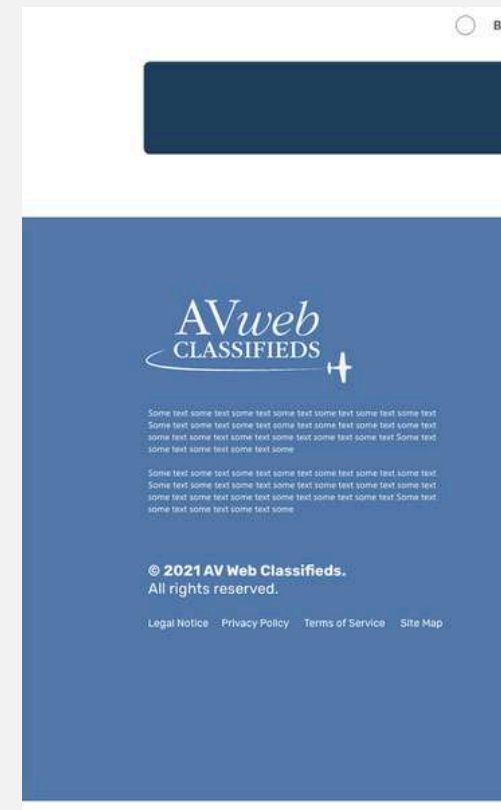 B
AVweb
CLASSIFIEDS
Some text some text some text some text some text some text some text
Some text some text some text some text some text some text some text
some text some text some text some text some text some text Some text
some text some text some text some
Some text some text some text some text some text some text some text
Some text some text some text some text some text some text some text
some text some text some text some text some text some text Some text
some text some text some text some
© 2021 AV Web Classifieds.
All rights reserved.
Legal Notice Privacy Policy Terms of Service Site Map